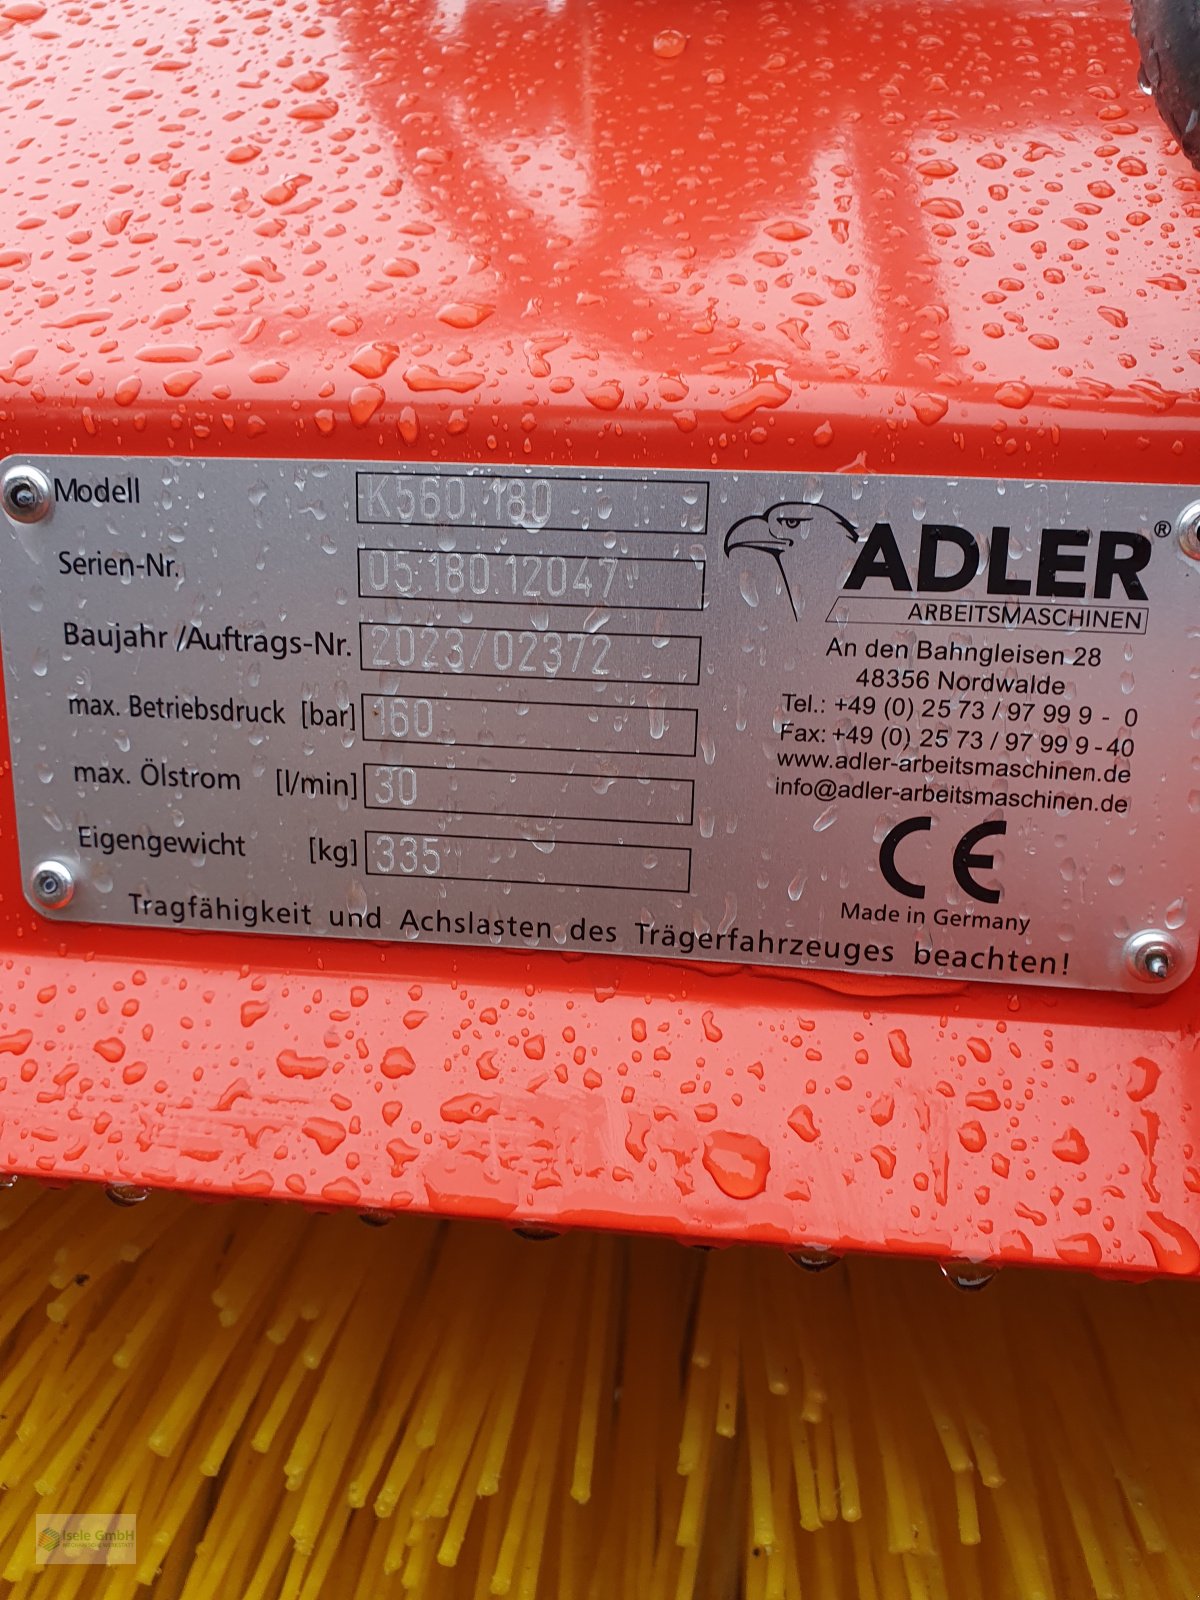 Modell K560.180
Serien-Nr. 05.180.12047
Baujahr /Auftrags-Nr. 2023/02372
max. Betriebsdruck [bar] 160
max. Ölstrom [l/min] 30
Eigengewicht [kg] 335
Tragfähigkeit und Achslasten des Trägerfahrzeuges beachten!
ADLER®
ARBEITSMASCHINEN
An den Bahngleisen 28
48356 Nordwalde
Tel.: +49 (0) 25 73 / 97 99 9 - 0
Fax: +49 (0) 25 73 / 97 99 9 - 40
www.adler-arbeitsmaschinen.de
info@adler-arbeitsmaschinen.de
CE
Made in Germany
Isele GmbH
MECHANISCHE WERKSTATT